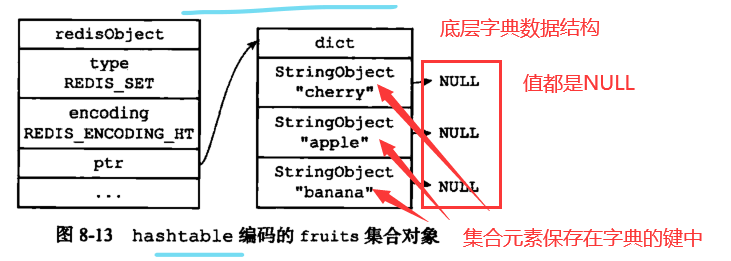 redisObject
type
REDIS_SET
encoding
REDIS_ENCODING_HT
ptr
...
dict
StringObject
"cherry"
StringObject
"apple"
StringObject
"banana"
NULL
NULL
NULL
底层字典数据结构
值都是NULL
集合元素保存在字典的键中
图 8-13 hashtable 编码的 fruits 集合对象